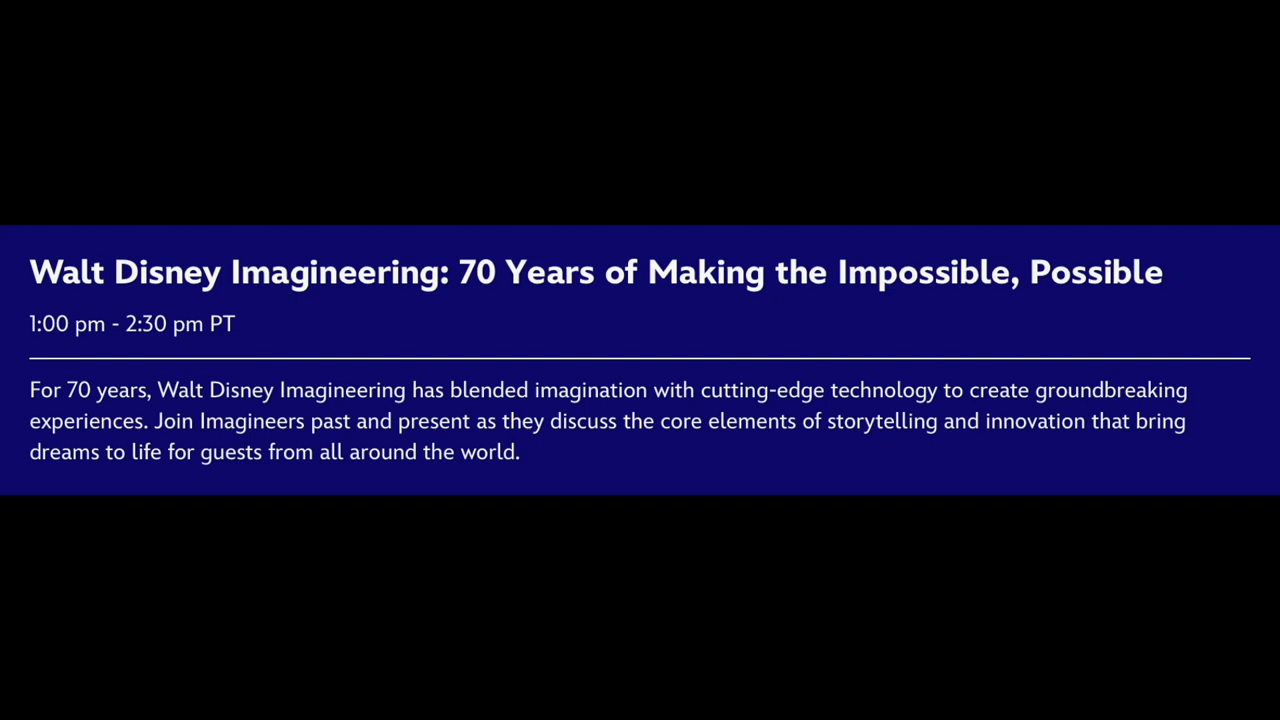 Walt Disney Imagineering: 70 Years of Making the Impossible, Possible
1:00 pm - 2:30 pm PT
For 70 years, Walt Disney Imagineering has blended imagination with cutting-edge technology to create groundbreaking
experiences. Join Imagineers past and present as they discuss the core elements of storytelling and innovation that bring
dreams to life for guests from all around the world.